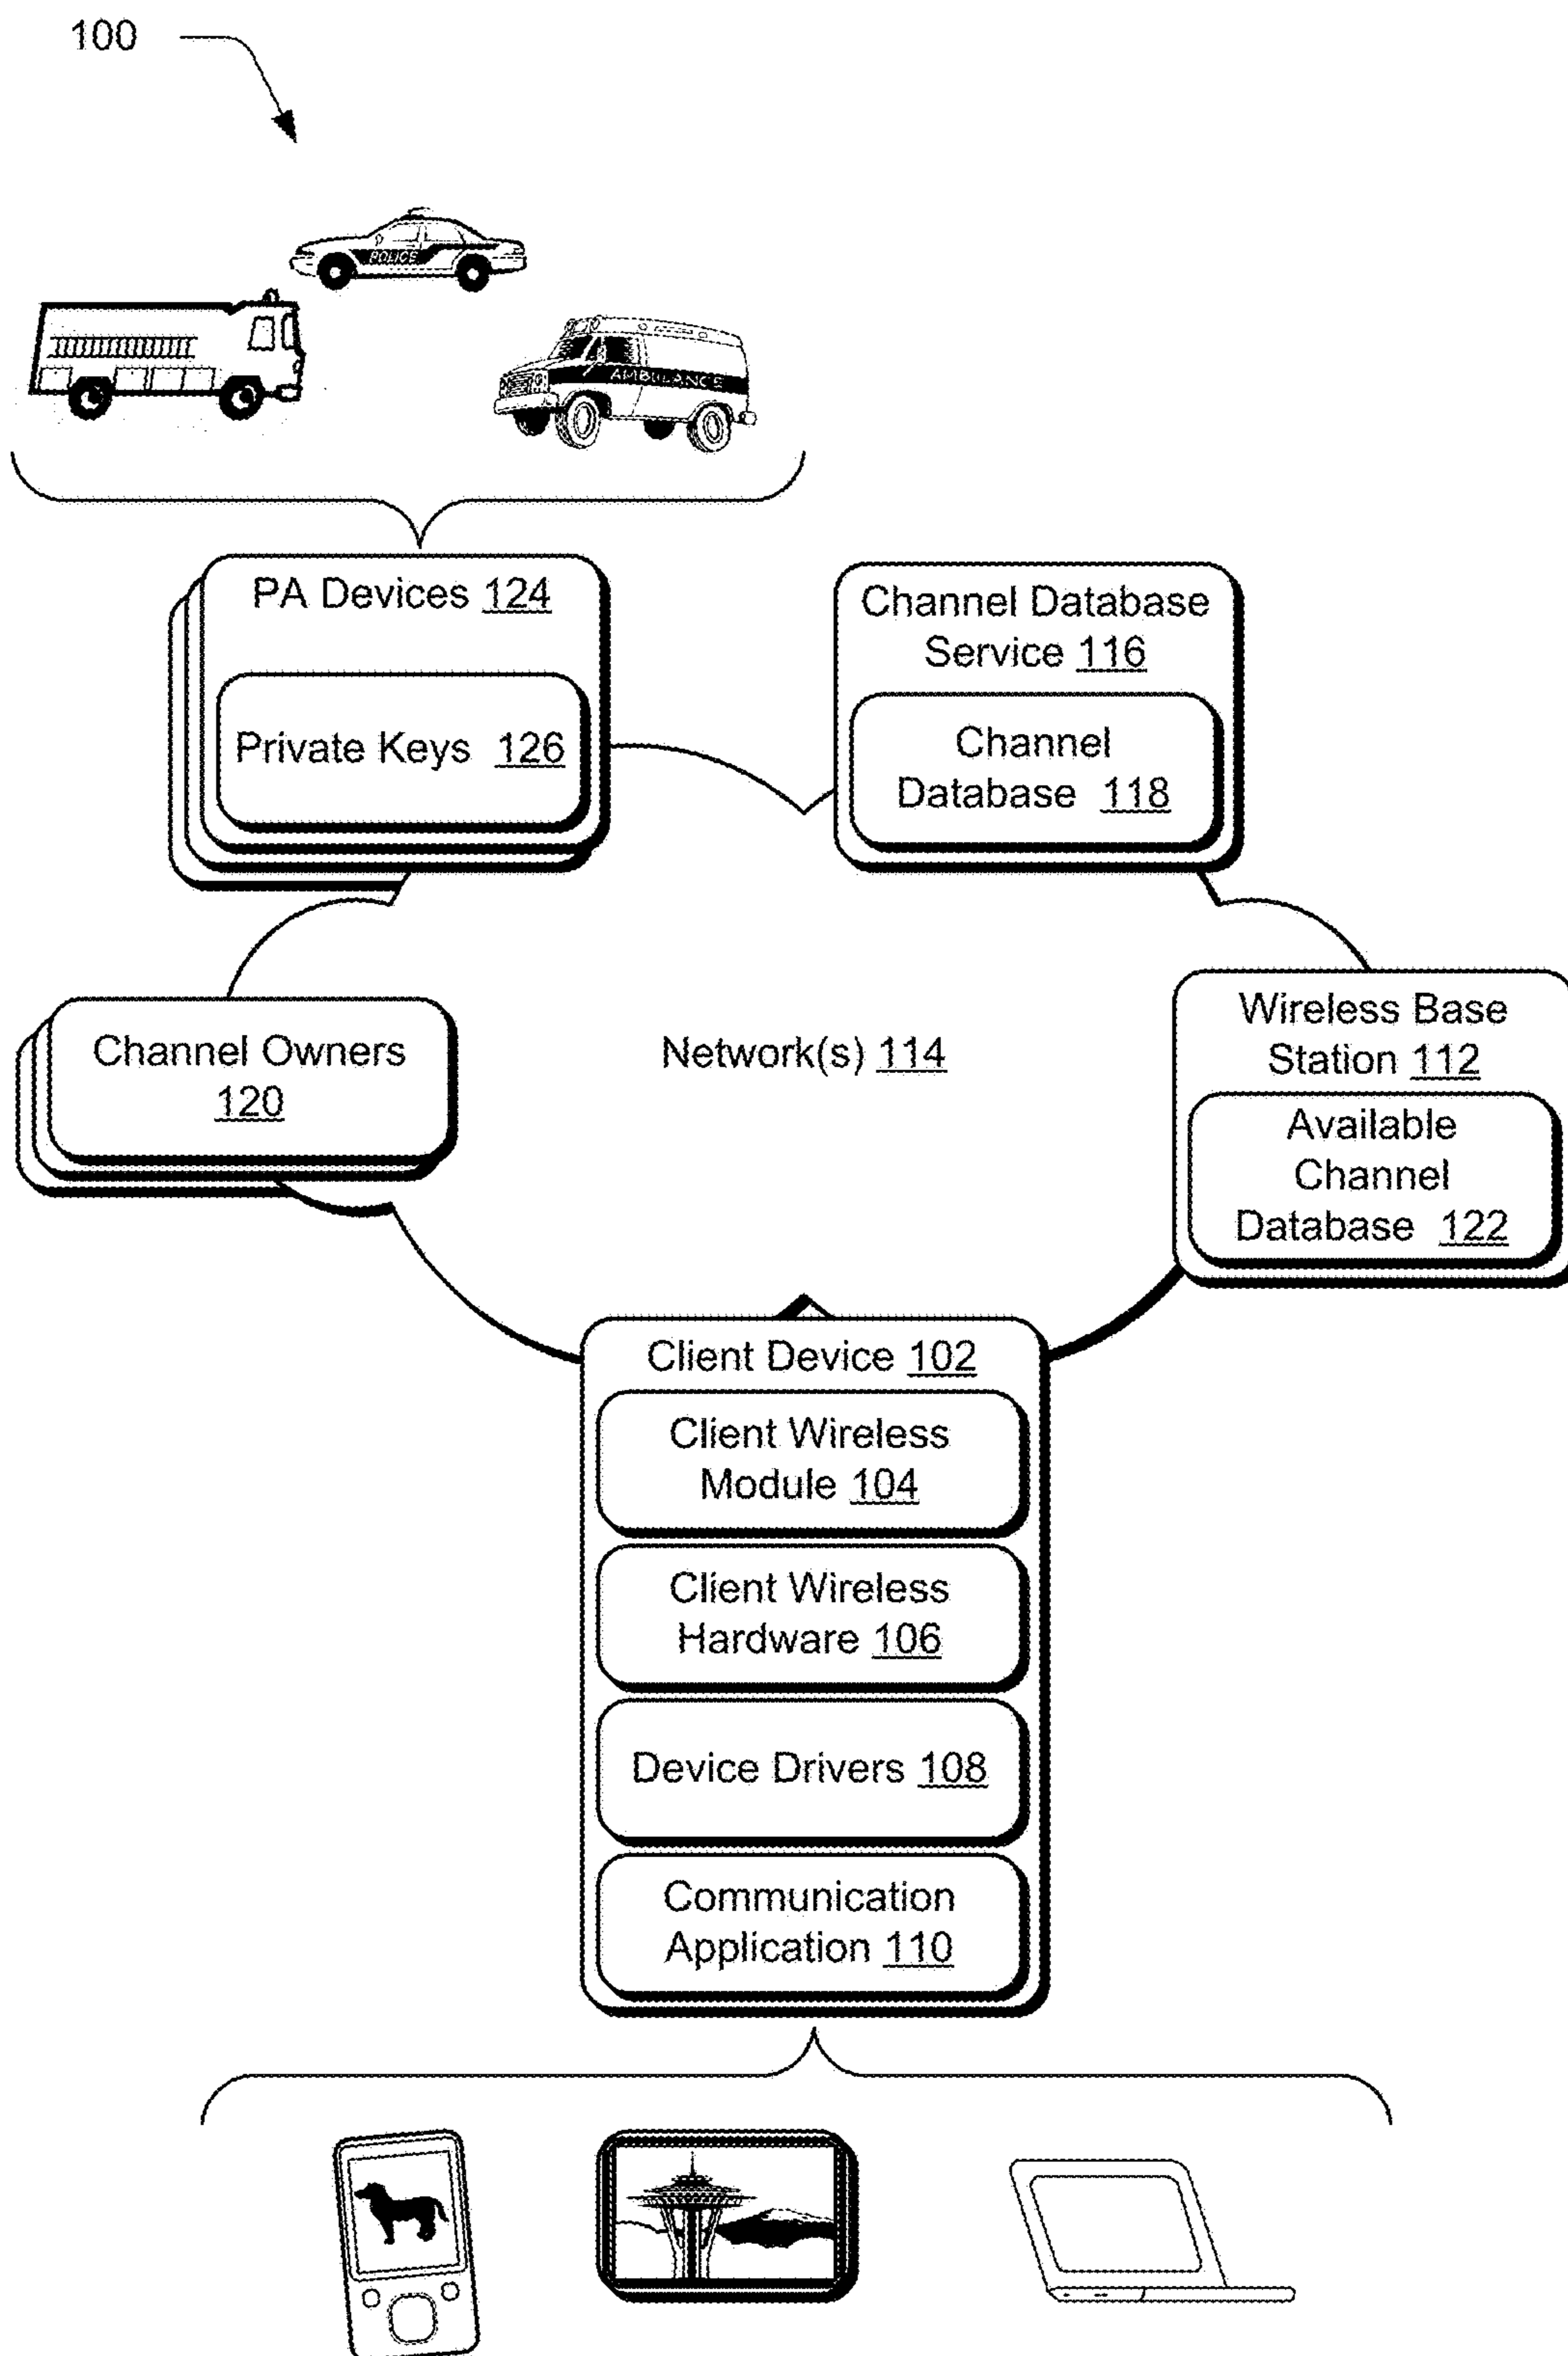 100
POLICE
AMBULANCE
PA Devices 124
Private Keys 126
Channel Database
Service 116
Channel
Database 118
Channel Owners
120
Network(s) 114
Wireless Base
Station 112
Available
Channel
Database 122
Client Device 102
Client Wireless
Module 104
Client Wireless
Hardware 106
Device Drivers 108
Communication
Application 110